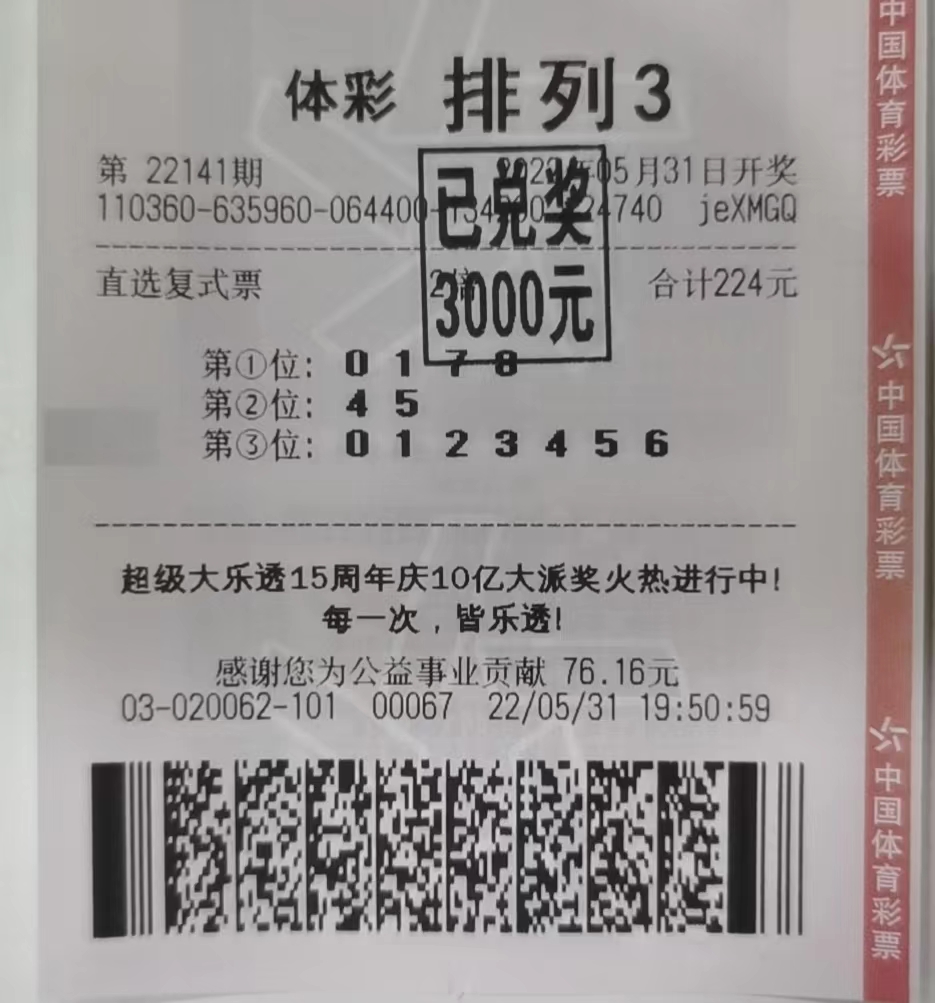 体彩 排列3
第 22141期 2022年05月31日开奖
110360-635960-064400- jeXMGQ
已兑奖
3000元
直选复式票 2倍 合计224元
第①位: 0 1 7 8
第②位: 4 5
第③位: 0 1 2 3 4 5 6
超级大乐透15周年庆10亿大派奖火热进行中!
每一次，皆乐透!
感谢您为公益事业贡献 76.16元
03-020062-101 00067 22/05/31 19:50:59
中国体育彩票
中国体育彩票
中国体育彩票